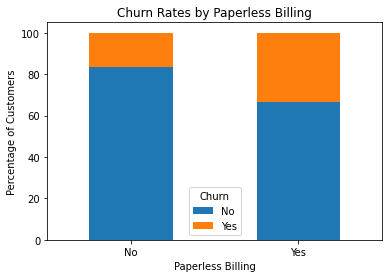 Churn Rates by Paperless Billing
Percentage of Customers
100
80
60
40
20
0
Churn
No
Yes
No
Yes
Paperless Billing